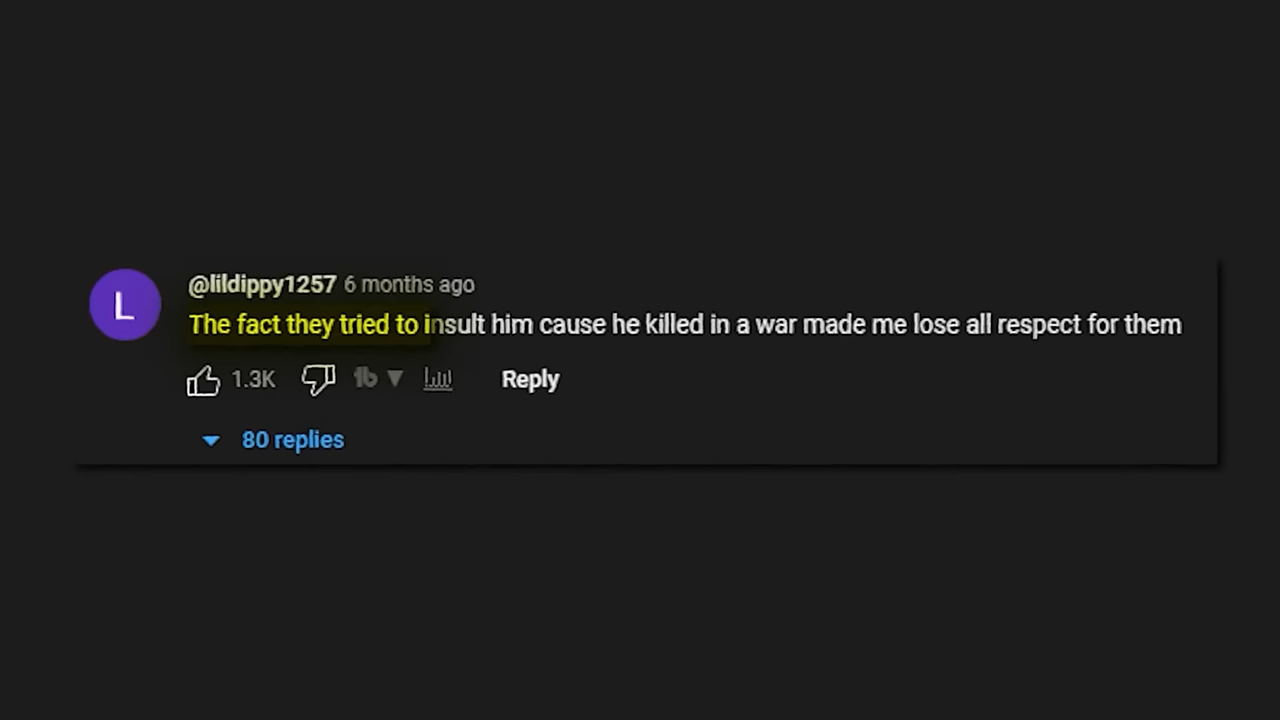 L
@lildippy1257 6 months ago
The fact they tried to insult him cause he killed in a war made me lose all respect for them
1.3K Reply
80 replies